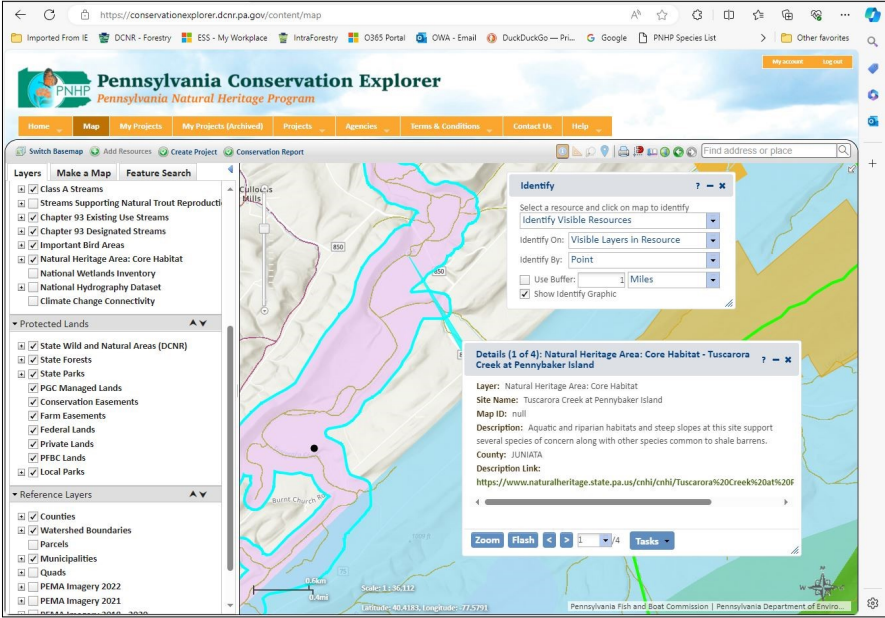 https://conservationexplorer.dcnr.pa.gov/content/map
Imported From IE DCNR - Forestry ESS - My Workplace IntraForestry O365 Portal OWA - Email DuckDuckGo — Pri... Google PNHP Species List Other favorites
My account Log out
PNHP
Pennsylvania Conservation Explorer
Pennsylvania Natural Heritage Program
Home Map My Projects My Projects (Archived) Projects Agencies Terms & Conditions Contact Us Help
Switch Basemap Add Resources Create Project Conservation Report Find address or place
Layers Make a Map Feature Search
Class A Streams
Streams Supporting Natural Trout Reproducti
Chapter 93 Existing Use Streams
Chapter 93 Designated Streams
Important Bird Areas
Natural Heritage Area: Core Habitat
National Wetlands Inventory
National Hydrography Dataset
Climate Change Connectivity
Protected Lands
State Wild and Natural Areas (DCNR)
State Forests
State Parks
PGC Managed Lands
Conservation Easements
Farm Easements
Federal Lands
Private Lands
PFBC Lands
Local Parks
Reference Layers
Counties
Watershed Boundaries
Parcels
Municipalities
Quads
PEMA Imagery 2022
PEMA Imagery 2021
PEMA Imagery 2018 - 2020
Mills
850
850
Burnt Church Rd
75
0.6km
0.4mi
Scale: 1 : 36,112
Latitude: 40.4183, Longitude: -77.5791
Identify ?
Select a resource and click on map to identify
Identify Visible Resources
Identify On: Visible Layers in Resource
Identify By: Point
Use Buffer: 1 Miles
Show Identify Graphic
Details (1 of 4): Natural Heritage Area: Core Habitat - Tuscarora
Creek at Pennybaker Island ?
Layer: Natural Heritage Area: Core Habitat
Site Name: Tuscarora Creek at Pennybaker Island
Map ID: null
Description: Aquatic and riparian habitats and steep slopes at this site support
several species of concern along with other species common to shale barrens.
County: JUNIATA
Description Link:
https://www.naturalheritage.state.pa.us/cnhi/cnhi/Tuscarora%20Creek%20at%20P
Zoom Flash < > 1 /4 Tasks
Pennsylvania Fish and Boat Commission | Pennsylvania Department of Enviro...